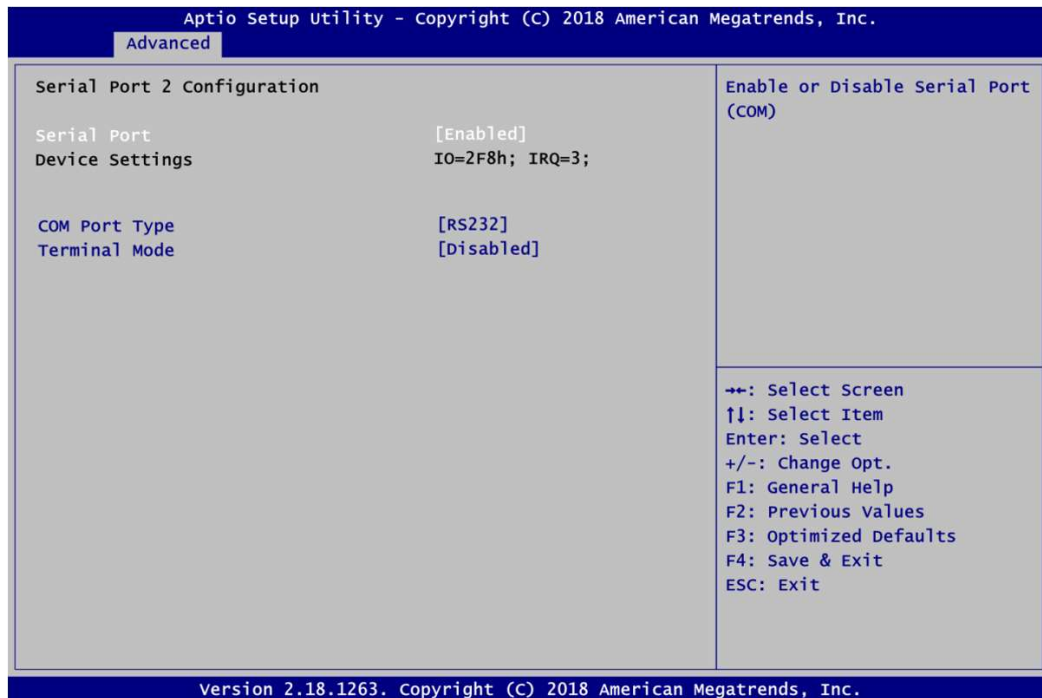 Aptio Setup Utility - Copyright (C) 2018 American Megatrends, Inc.
Advanced
Serial Port 2 Configuration
Serial Port [Enabled]
Device Settings IO=2F8h; IRQ=3;
COM Port Type [RS232]
Terminal Mode [Disabled]
Enable or Disable Serial Port
(COM)
→←: Select Screen
↑↓: Select Item
Enter: Select
+/-: Change Opt.
F1: General Help
F2: Previous Values
F3: Optimized Defaults
F4: Save & Exit
ESC: Exit
Version 2.18.1263. Copyright (C) 2018 American Megatrends, Inc.